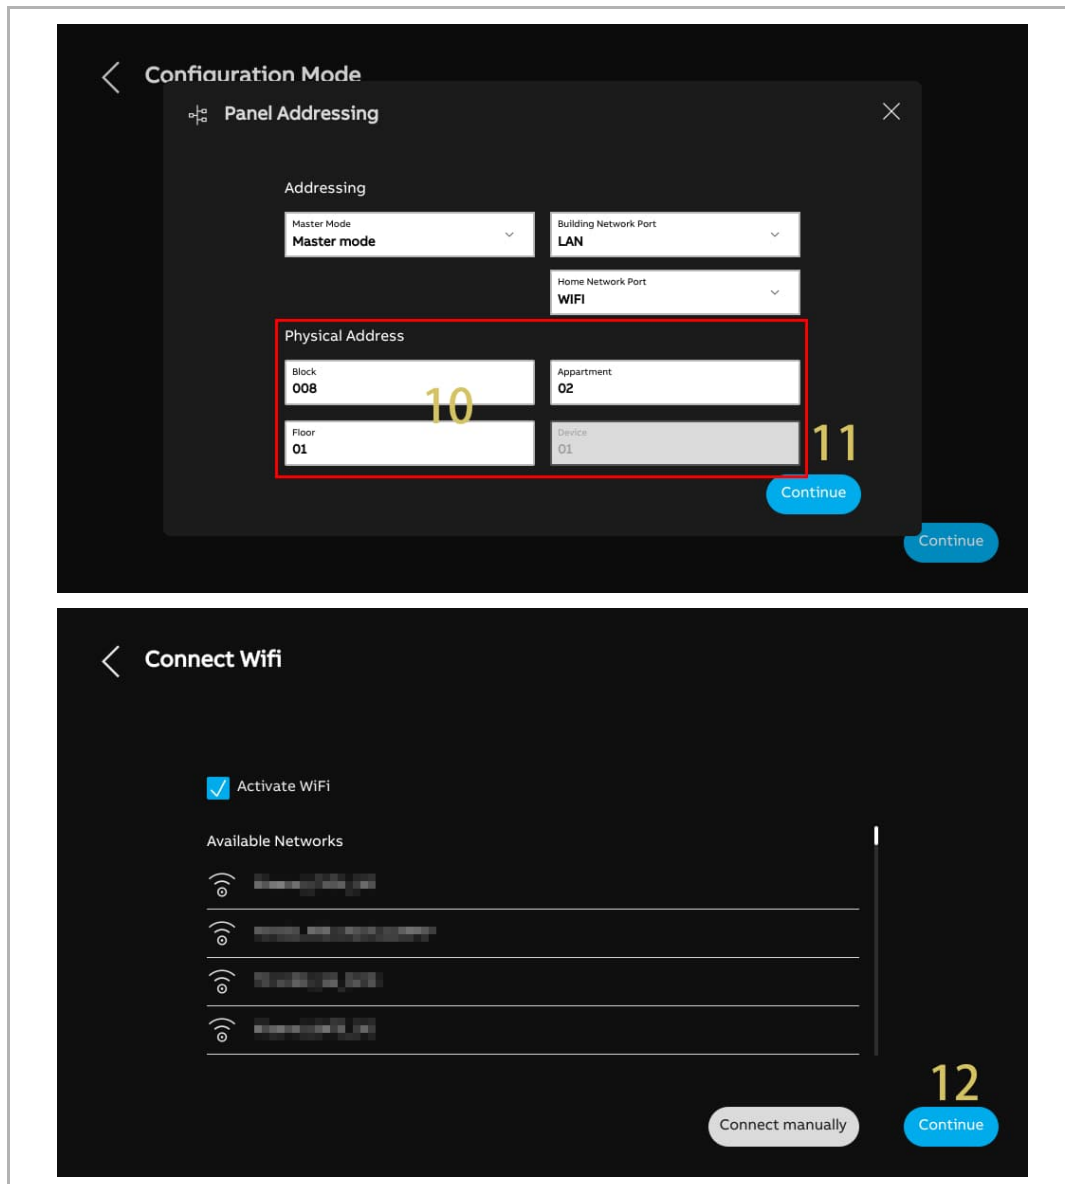 Configuration Mode
Panel Addressing
Addressing
Master Mode
Master mode
Building Network Port
LAN
Home Network Port
WIFI
Physical Address
Block
008
Appartment
02
10
Floor
01
Device
01
11
Continue
Continue
Connect Wifi
Activate WiFi
Available Networks
12
Connect manually
Continue